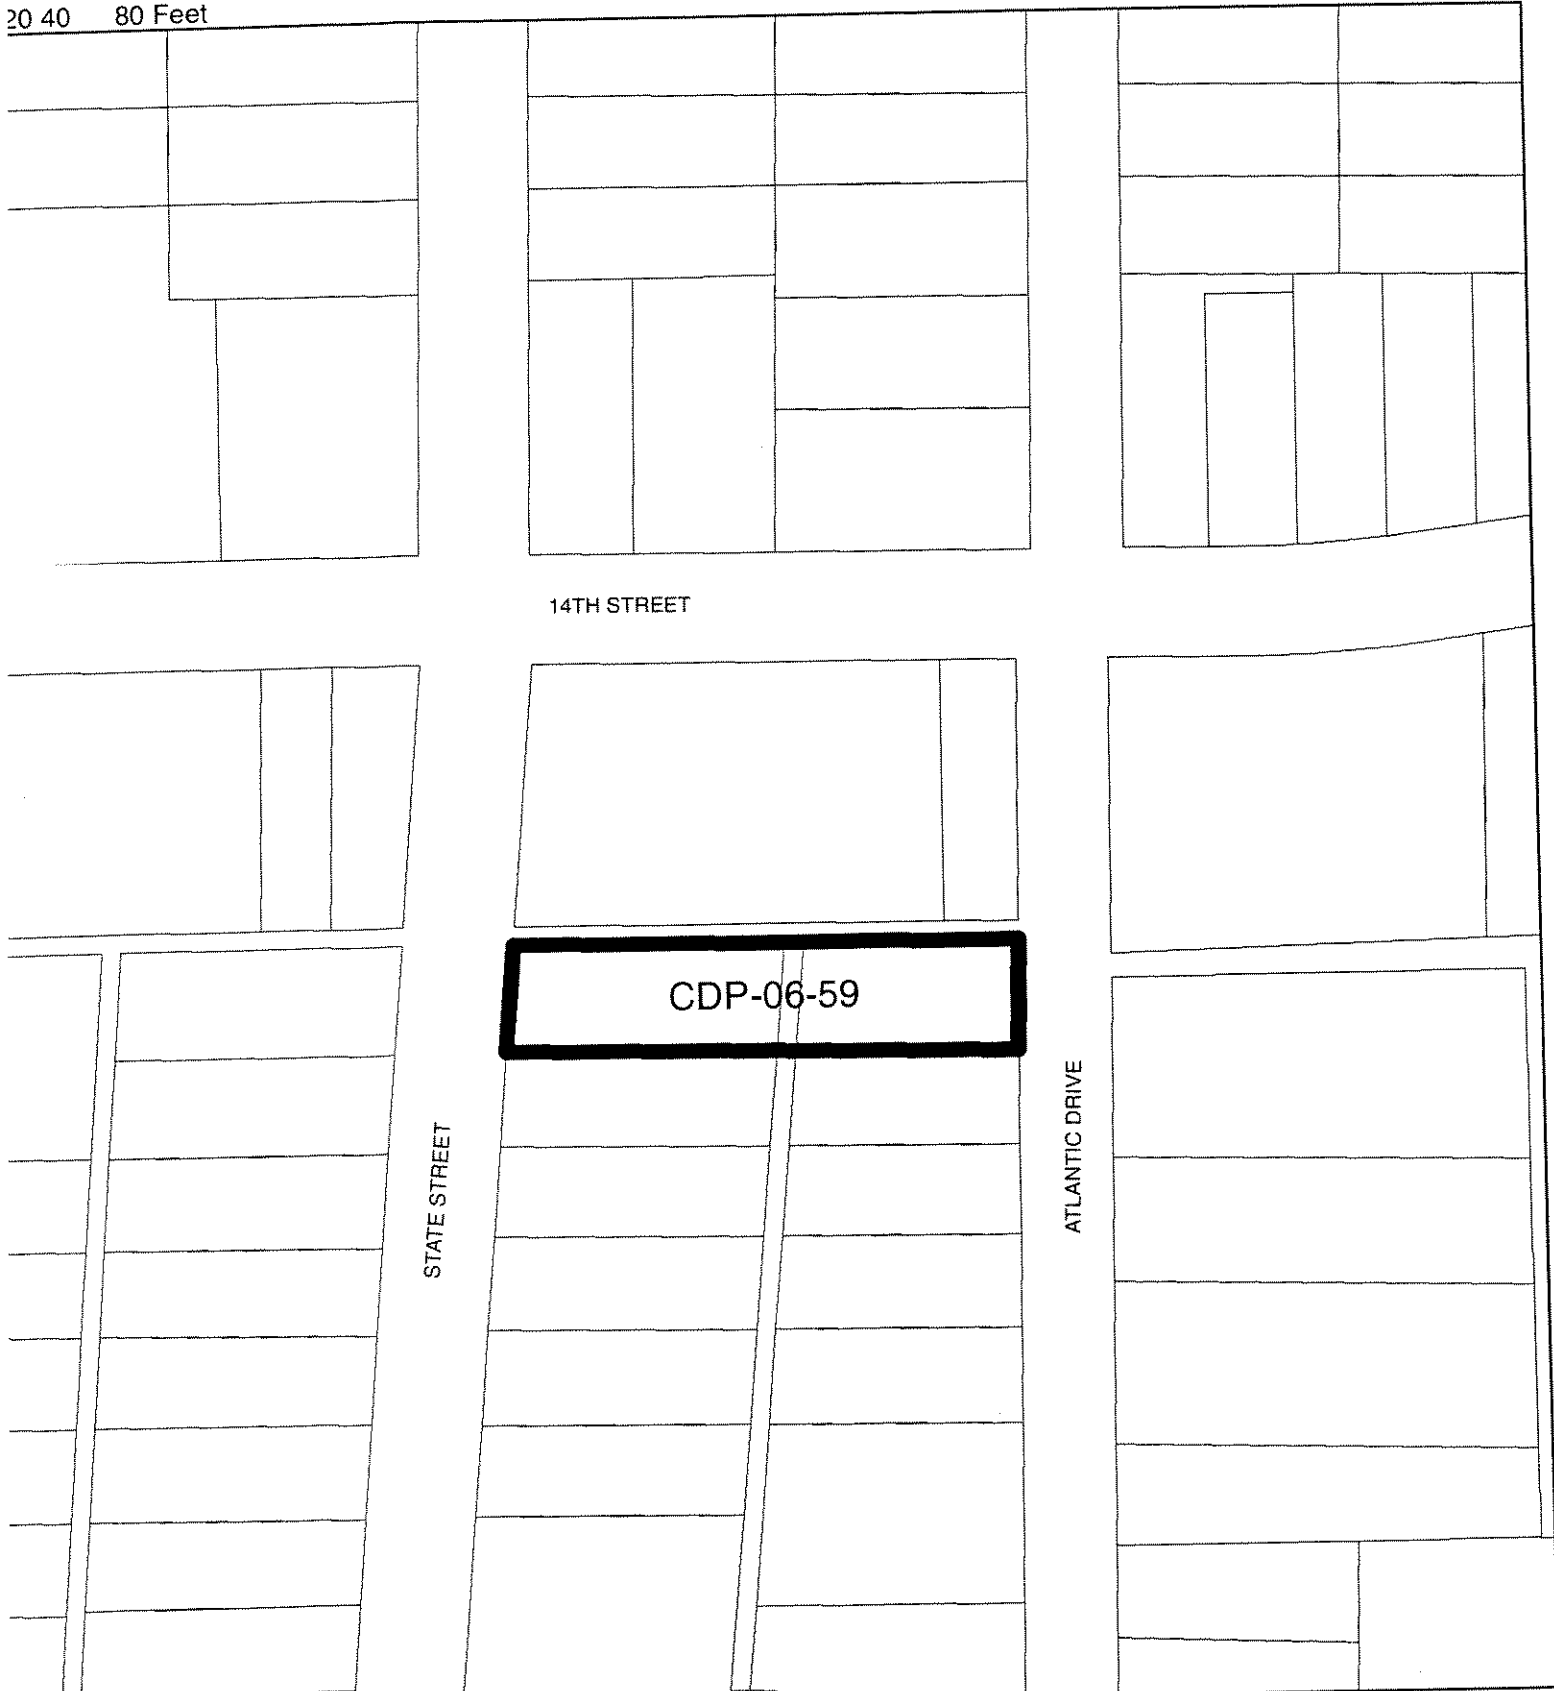 20 40 80 Feet
14TH STREET
CDP-06-59
STATE STREET
ATLANTIC DRIVE